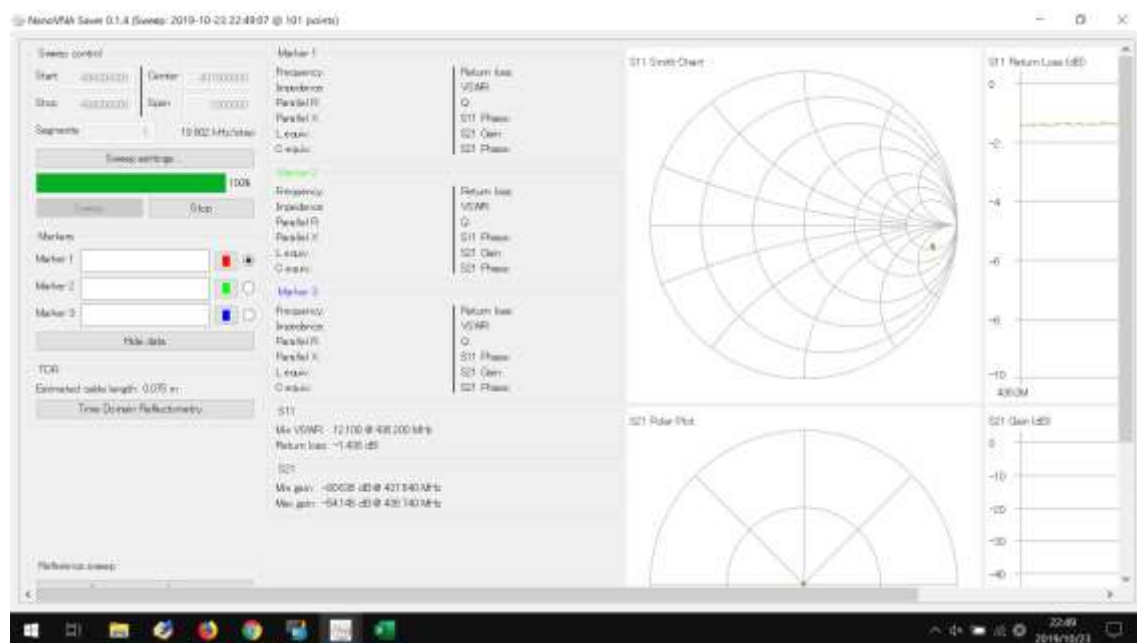 NanoVNA Saver 0.1.4 (Sweep: 2019-10-23 22:49:07 @ 101 points)
Sweep control
Start
Center
Stop
Span
Segments
1
kHz/step
Sweep settings...
100%
Sweep
Stop
Markers
Marker 1
Marker 2
Marker 3
Hide data
TDR
Estimated cable length: 0.075 m
Time Domain Reflectometry...
Reference sweep
Marker 1
Frequency:
Impedance:
Parallel R:
Parallel X:
L equiv.:
C equiv.:
Return loss:
VSWR:
Q:
S11 Phase:
S21 Gain:
S21 Phase:
Marker 2
Frequency:
Impedance:
Parallel R:
Parallel X:
L equiv.:
C equiv.:
Return loss:
VSWR:
Q:
S11 Phase:
S21 Gain:
S21 Phase:
Marker 3
Frequency:
Impedance:
Parallel R:
Parallel X:
L equiv.:
C equiv.:
Return loss:
VSWR:
Q:
S11 Phase:
S21 Gain:
S21 Phase:
S11
Min VSWR:
Return loss:
S21
Min gain:
Max gain:
S11 Smith Chart
S11 Return Loss (dB)
0
-2
-4
-6
-8
-10
S21 Polar Plot
S21 Gain (dB)
0
-10
-20
-30
-40
22:49
2019/10/23